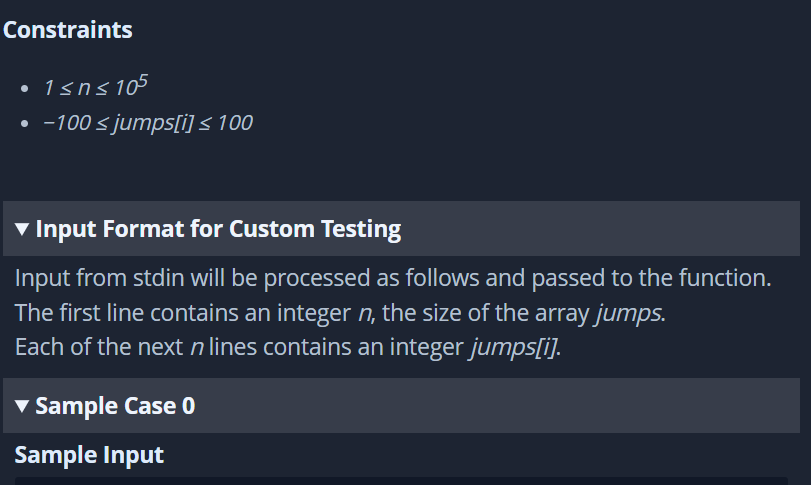 Constraints
• 1 ≤ n ≤ 10⁵
• −100 ≤ jumps[i] ≤ 100
▼ Input Format for Custom Testing
Input from stdin will be processed as follows and passed to the function.
The first line contains an integer n, the size of the array jumps.
Each of the next n lines contains an integer jumps[i].
▼ Sample Case 0
Sample Input